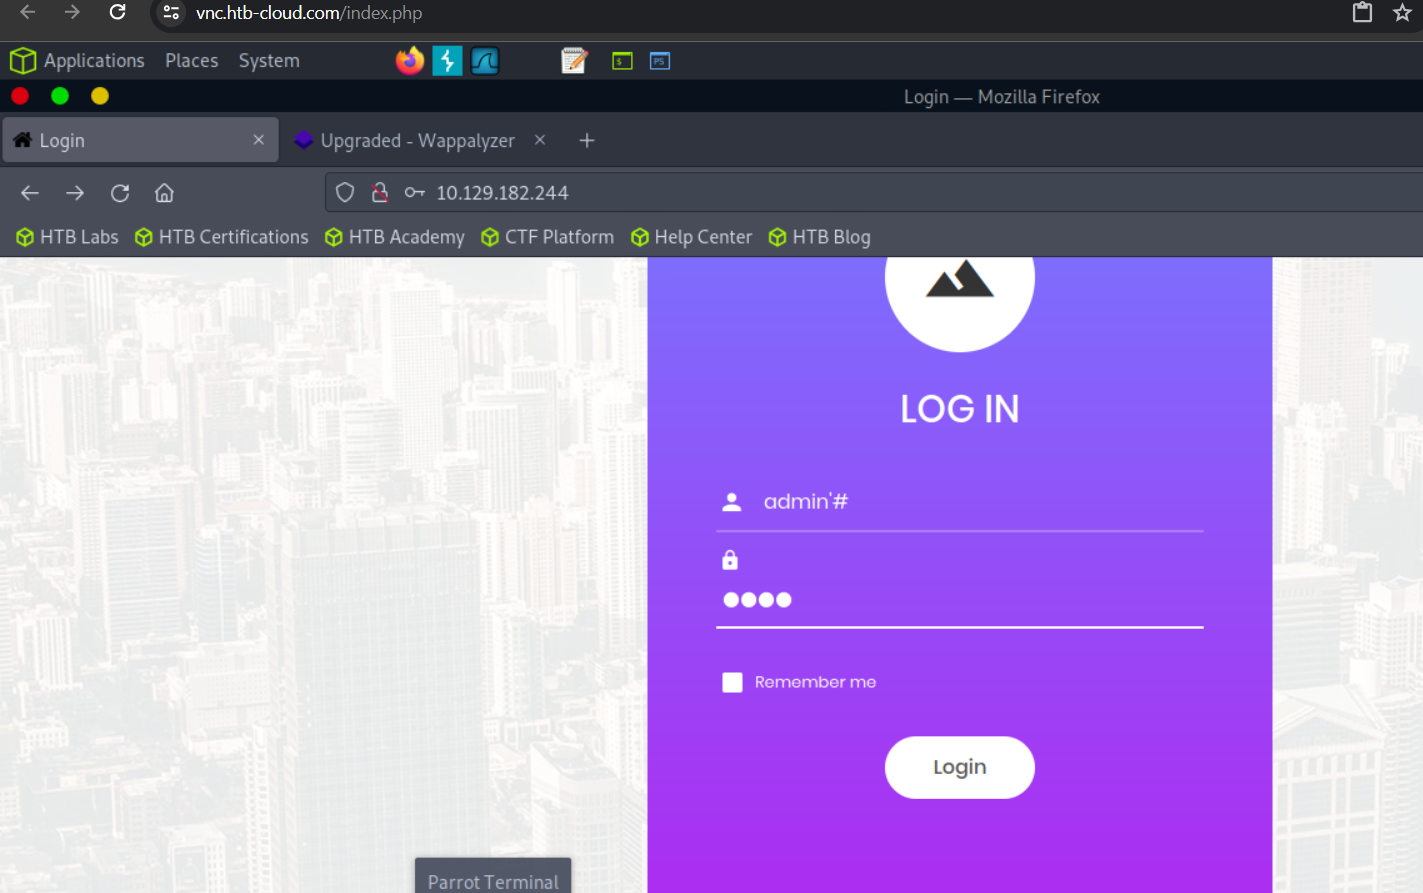 vnc.htb-cloud.com/index.php
Applications Places System
Login — Mozilla Firefox
Login Upgraded - Wappalyzer
10.129.182.244
HTB Labs HTB Certifications HTB Academy CTF Platform Help Center HTB Blog
LOG IN
admin'#
Remember me
Login
Parrot Terminal